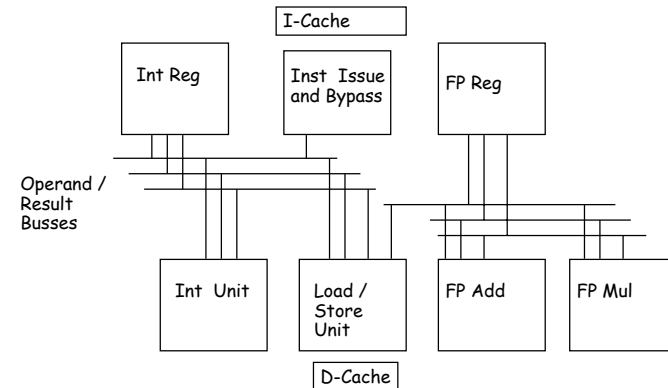 I-Cache
Int Reg
Inst Issue
and Bypass
FP Reg
Operand /
Result
Busses
Int Unit
Load /
Store
Unit
FP Add
FP Mul
D-Cache